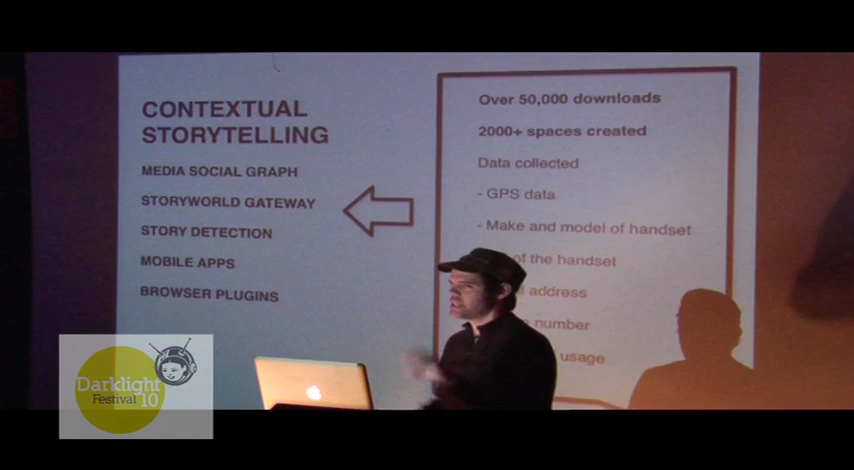 CONTEXTUAL
STORYTELLING
MEDIA SOCIAL GRAPH
STORYWORLD GATEWAY
STORY DETECTION
MOBILE APPS
BROWSER PLUGINS
Over 50,000 downloads
2000+ spaces created
Data collected
- GPS data
- Make and model of handset
of the handset
address
number
usage
Darklight
Festival 10